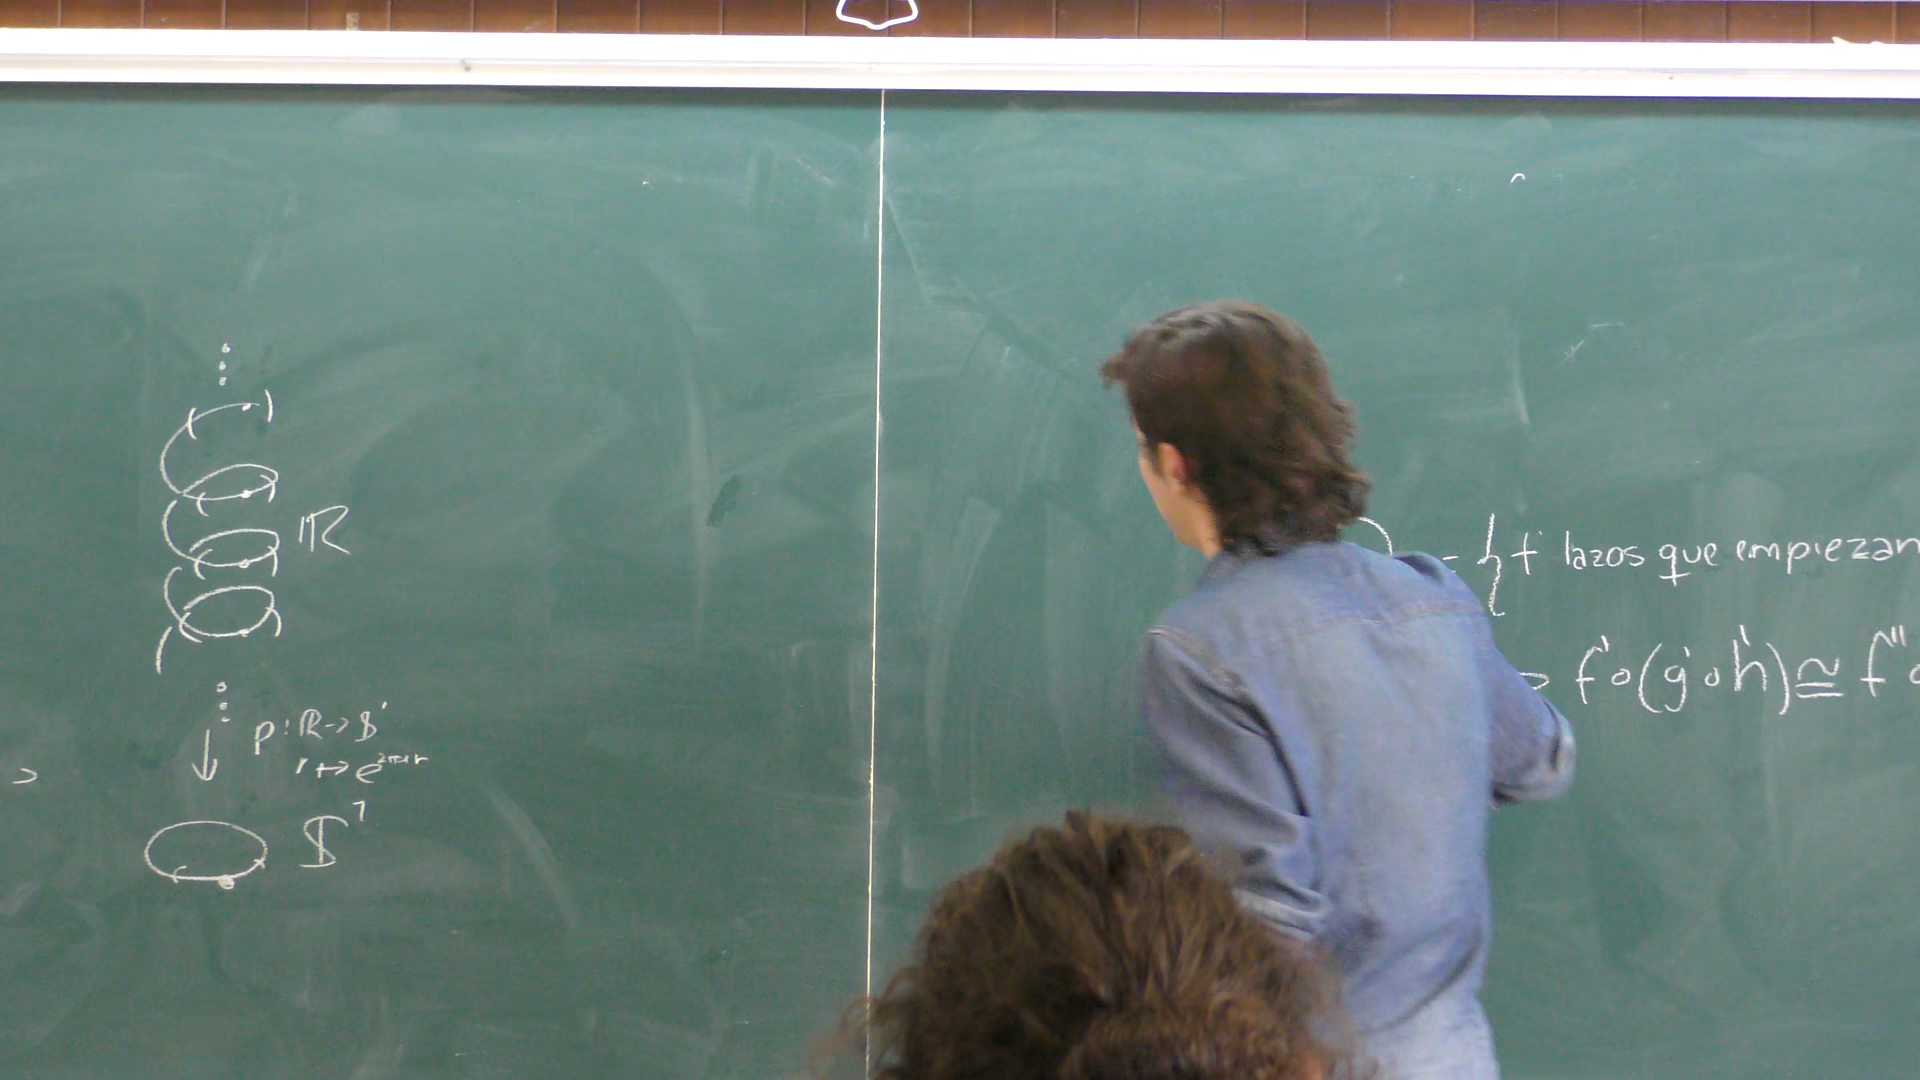 ℝ
p: ℝ → 𝕊¹
r ↦ e^{2πir}
𝕊¹
= { f lazos que empiezan
f'∘(g'∘h') ≅ f''